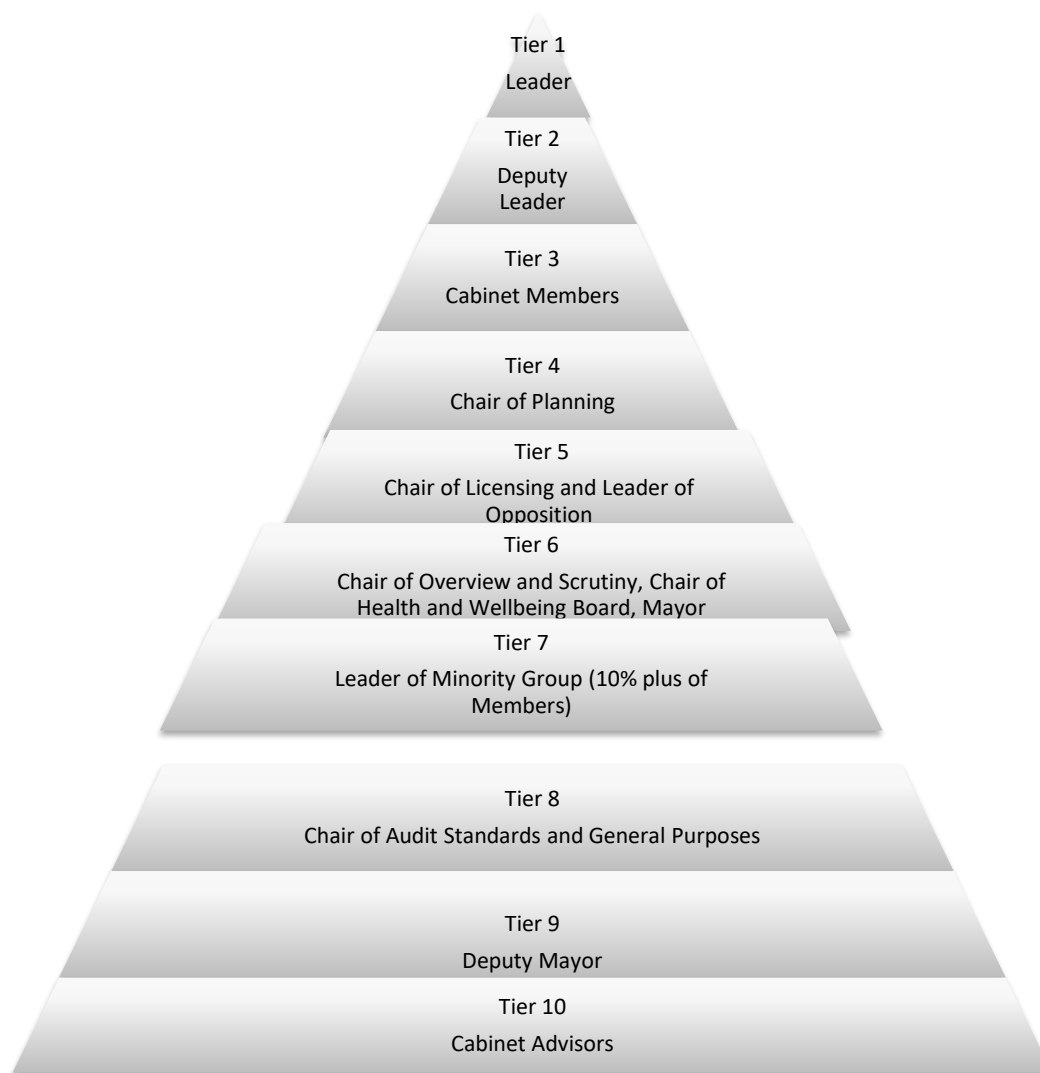 Tier 1
Leader
Tier 2
Deputy
Leader
Tier 3
Cabinet Members
Tier 4
Chair of Planning
Tier 5
Chair of Licensing and Leader of
Opposition
Tier 6
Chair of Overview and Scrutiny, Chair of
Health and Wellbeing Board, Mayor
Tier 7
Leader of Minority Group (10% plus of
Members)
Tier 8
Chair of Audit Standards and General Purposes
Tier 9
Deputy Mayor
Tier 10
Cabinet Advisors